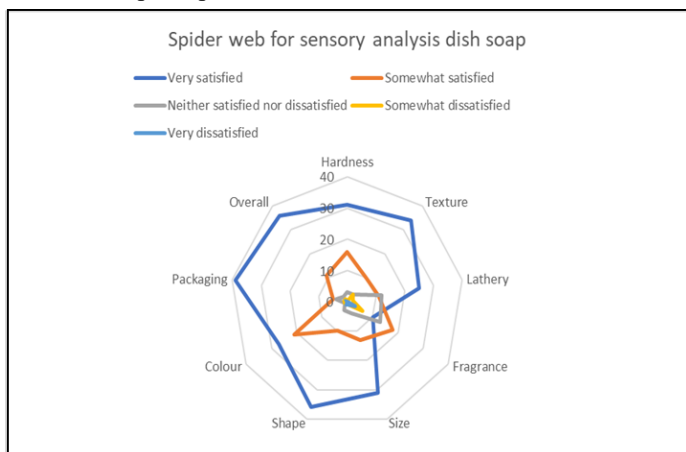 Spider web for sensory analysis dish soap
Very satisfied
Somewhat satisfied
Neither satisfied nor dissatisfied
Somewhat dissatisfied
Very dissatisfied
Hardness
40
Overall
Texture
30
20
Packaging
10
Lathery
0
Colour
Fragrance
Shape
Size